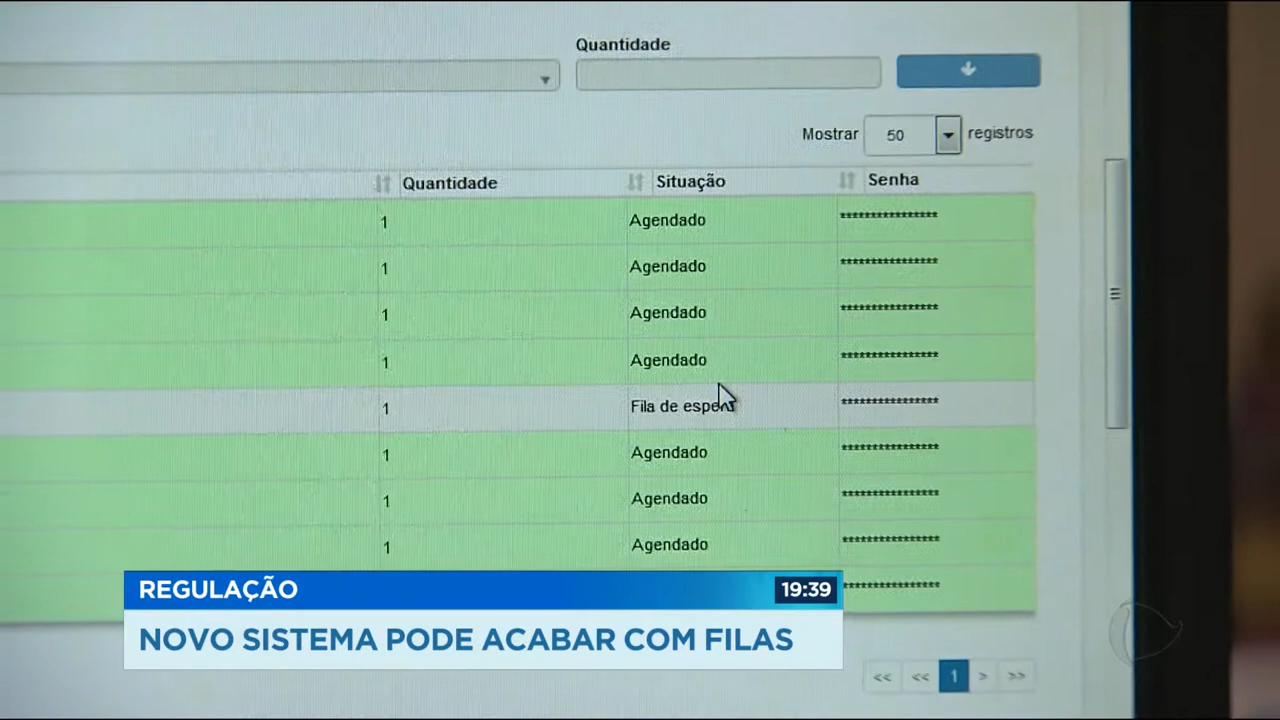 Quantidade
Mostrar 50 registros
Quantidade Situação Senha
1 Agendado ****************
1 Agendado ****************
1 Agendado ****************
1 Agendado ****************
1 Fila de espera ****************
1 Agendado ****************
1 Agendado ****************
1 Agendado ****************
****************
REGULAÇÃO 19:39
NOVO SISTEMA PODE ACABAR COM FILAS
<< << 1 > >>